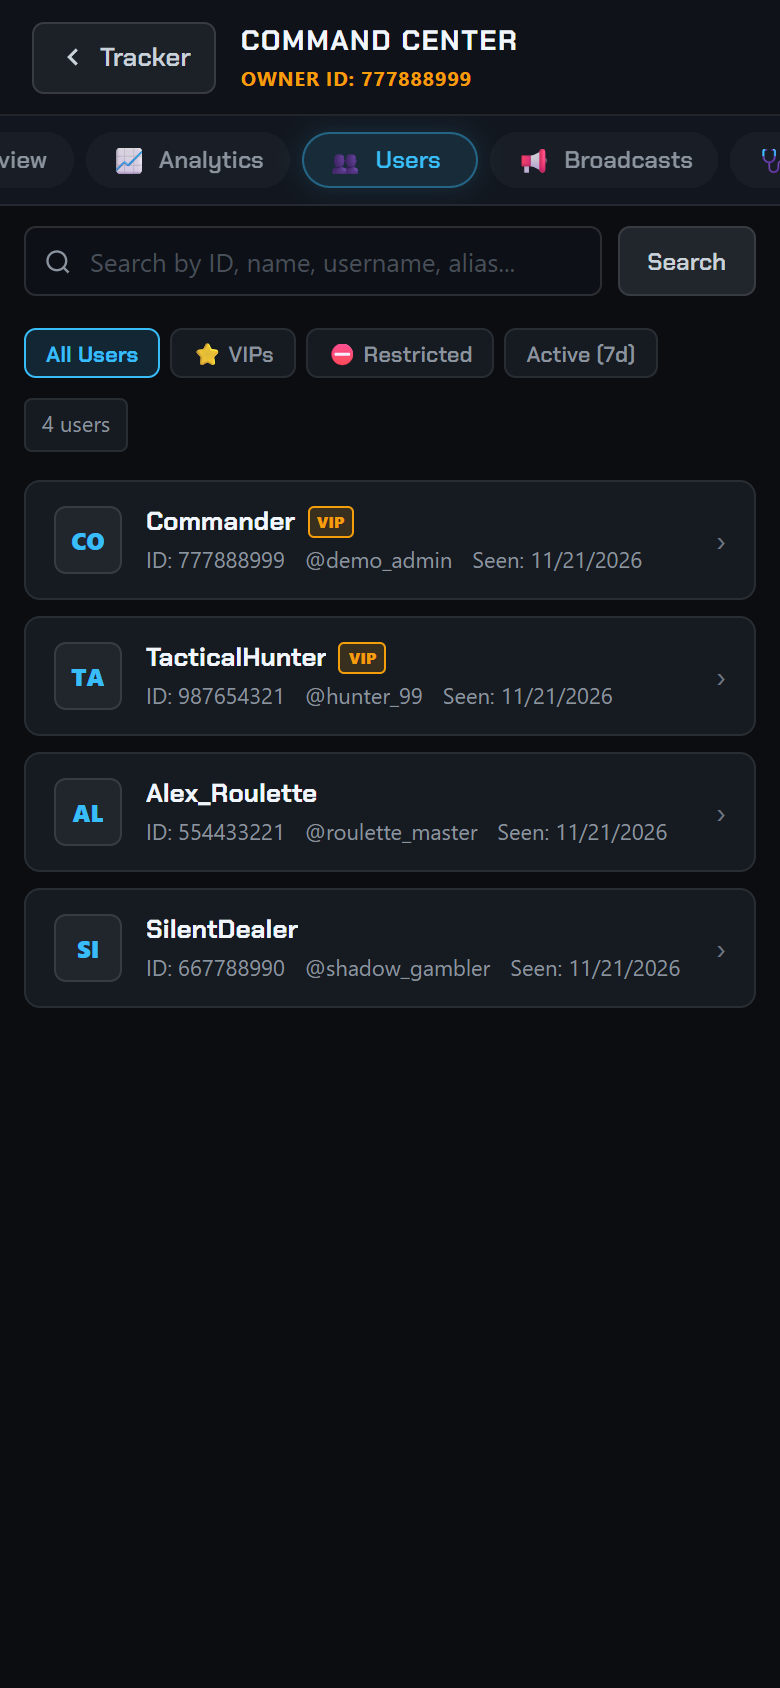 Tracker
COMMAND CENTER
OWNER ID: 777888999
view
Analytics
Users
Broadcasts
Search by ID, name, username, alias...
Search
All Users
VIPs
Restricted
Active (7d)
4 users
CO
Commander VIP
ID: 777888999 @demo_admin Seen: 11/21/2026
TA
TacticalHunter VIP
ID: 987654321 @hunter_99 Seen: 11/21/2026
AL
Alex_Roulette
ID: 554433221 @roulette_master Seen: 11/21/2026
SI
SilentDealer
ID: 667788990 @shadow_gambler Seen: 11/21/2026